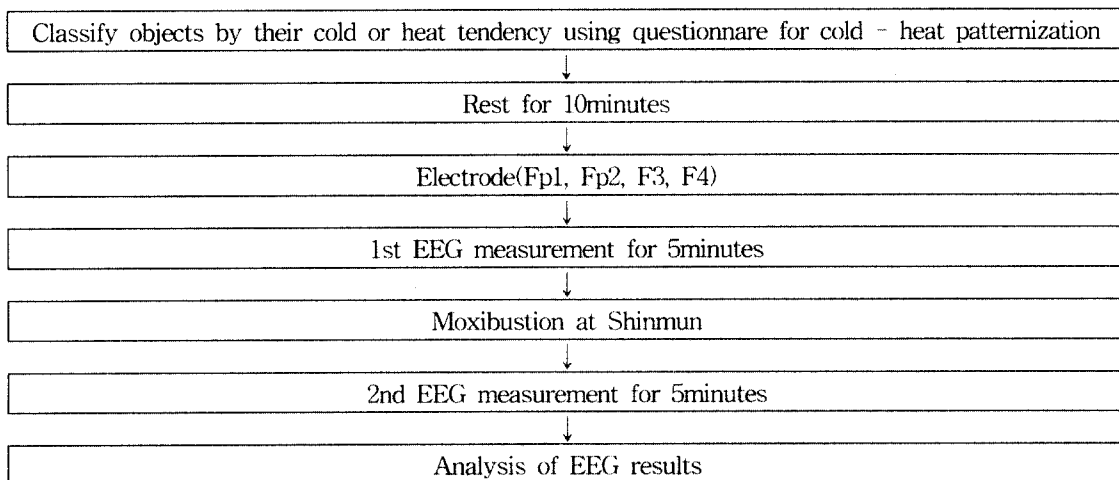 Classify objects by their cold or heat tendency using questionnare for cold - heat patternization
Rest for 10minutes
Electrode(Fp1, Fp2, F3, F4)
1st EEG measurement for 5minutes
Moxibustion at Shinmun
2nd EEG measurement for 5minutes
Analysis of EEG results